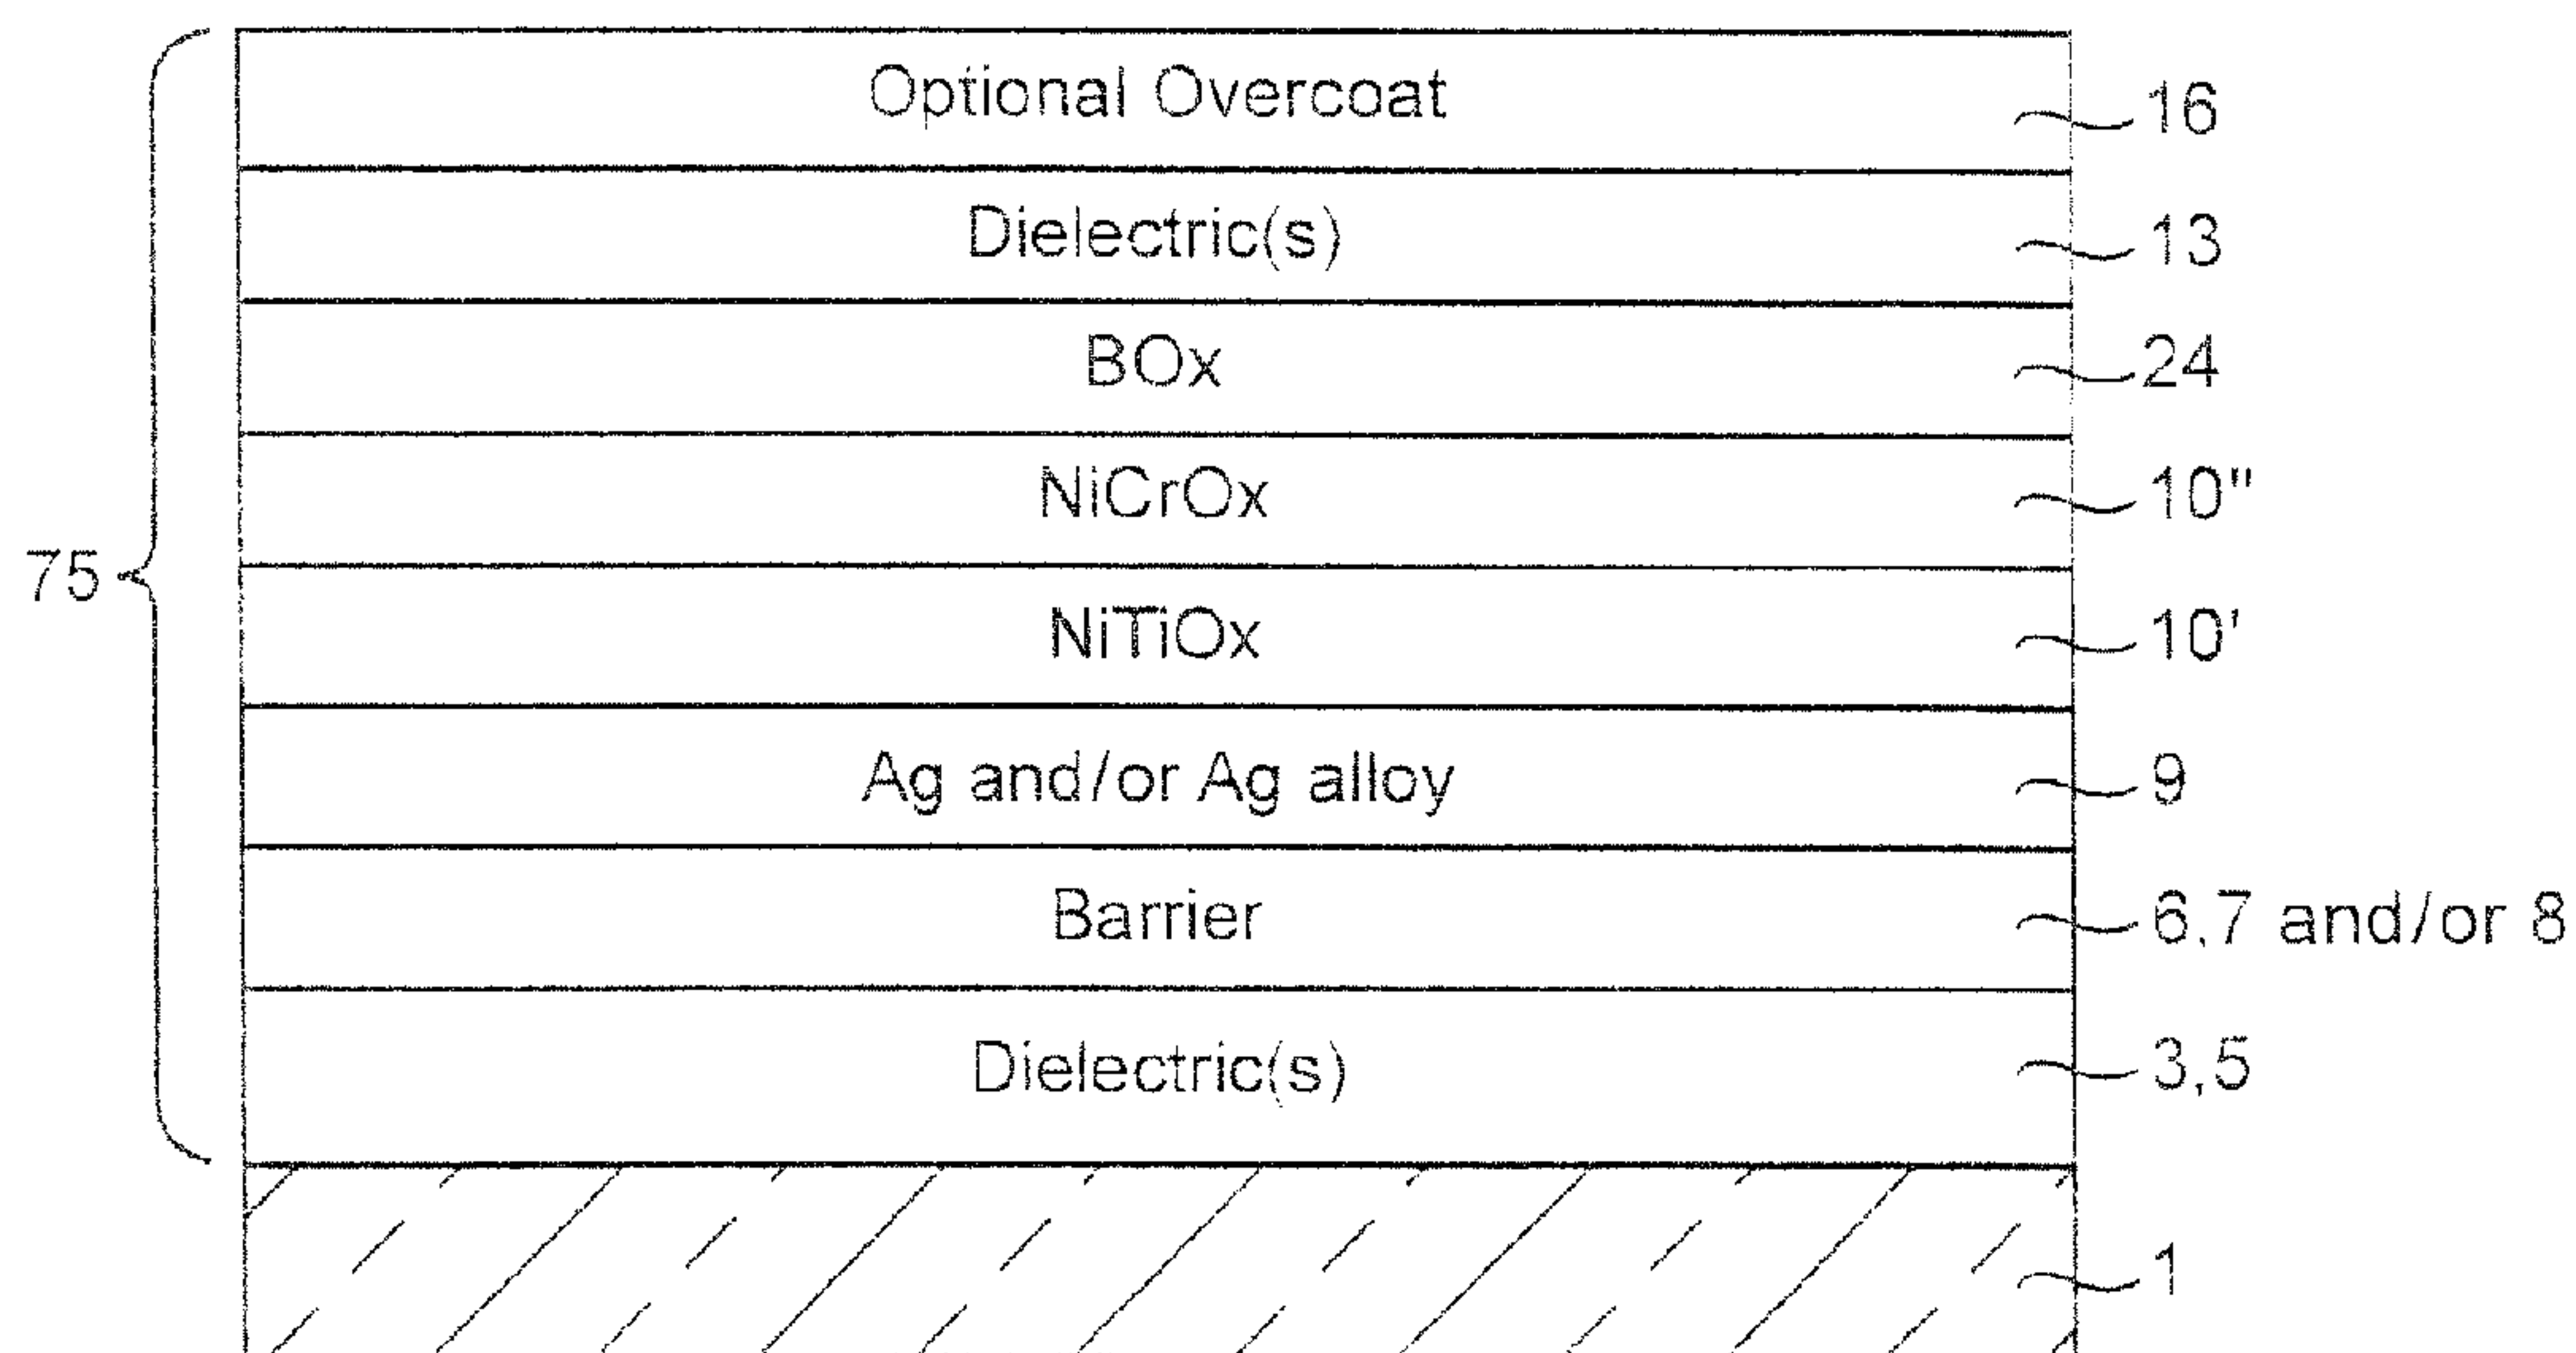 Optional Overcoat 16
Dielectric(s) 13
BOx 24
NiCrOx 10"
75
NiTiOx 10'
Ag and/or Ag alloy 9
Barrier 6,7 and/or 8
Dielectric(s) 3,5
1